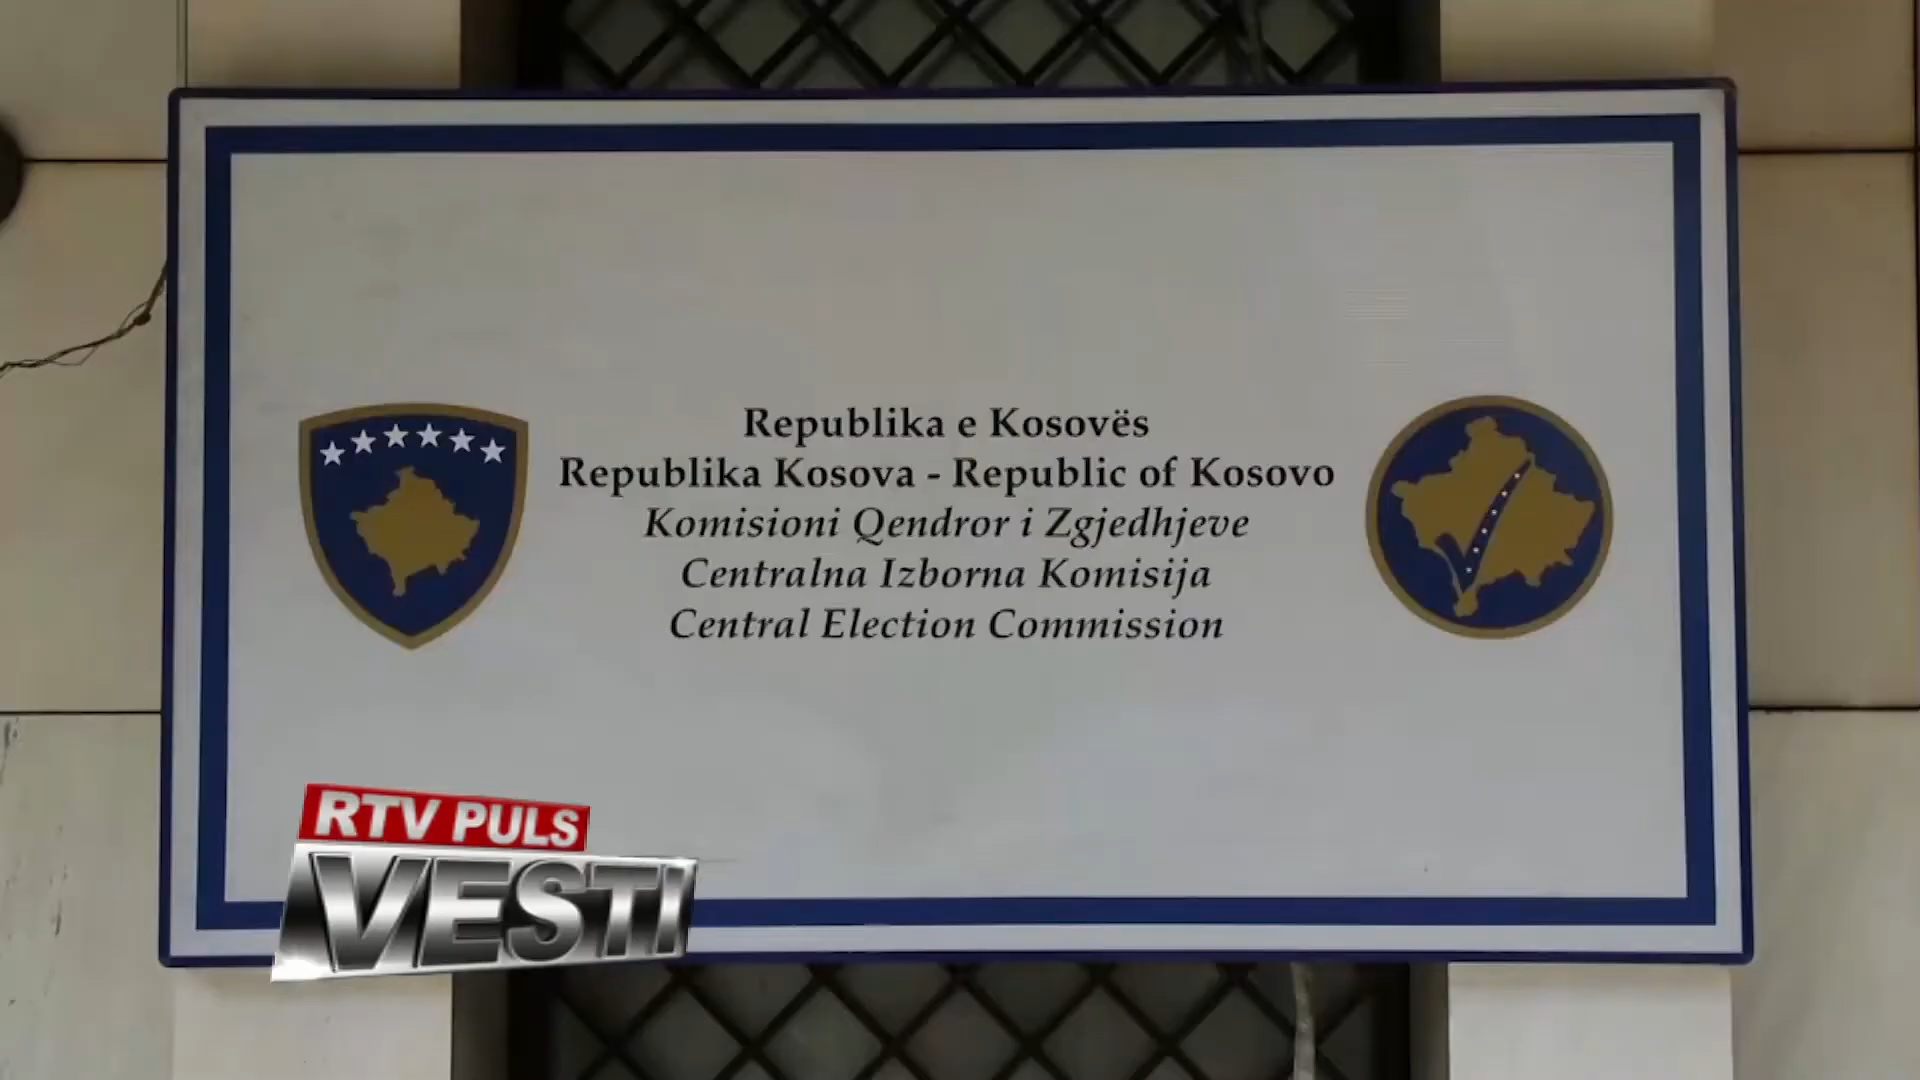 Republika e Kosovës
Republika Kosova - Republic of Kosovo
Komisioni Qendror i Zgjedhjeve
Centralna Izborna Komisija
Central Election Commission
RTV PULS
VESTI